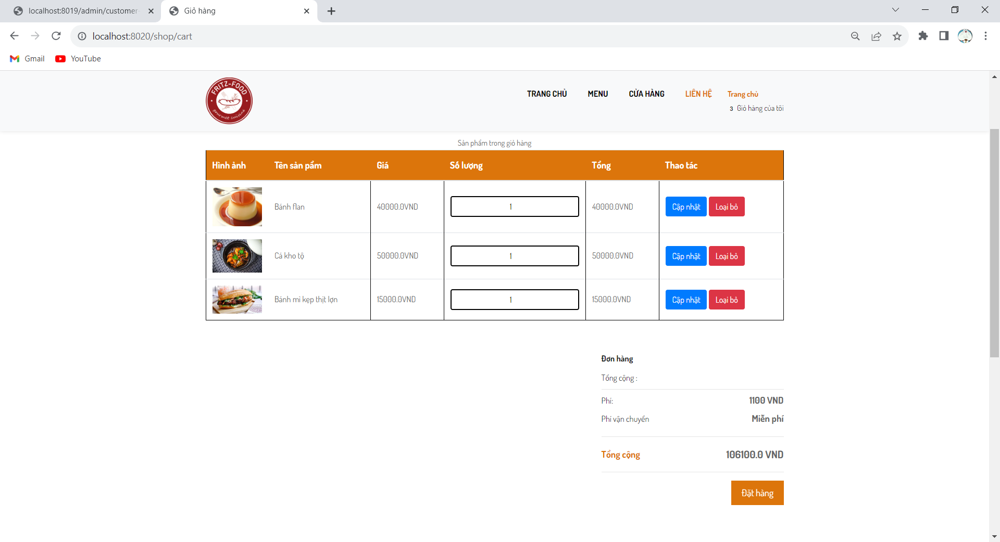 localhost:8019/admin/customer-
Giỏ hàng
localhost:8020/shop/cart
Gmail
YouTube
FRITZ-FOOD
gourmet cuisine
TRANG CHỦ
MENU
CỬA HÀNG
LIÊN HỆ
Trang chủ
3 Giỏ hàng của tôi
Sản phẩm trong giỏ hàng
Hình ảnh Tên sản pẩm Giá Số lượng Tổng Thao tác
Bánh flan 40000.0VND 1 40000.0VND Cập nhật Loại bỏ
Cá kho tộ 50000.0VND 1 50000.0VND Cập nhật Loại bỏ
Bánh mì kẹp thịt lợn 15000.0VND 1 15000.0VND Cập nhật Loại bỏ
Đơn hàng
Tổng cộng :
Phí: 1100 VND
Phí vận chuyển Miễn phí
Tổng cộng 106100.0 VND
Đặt hàng